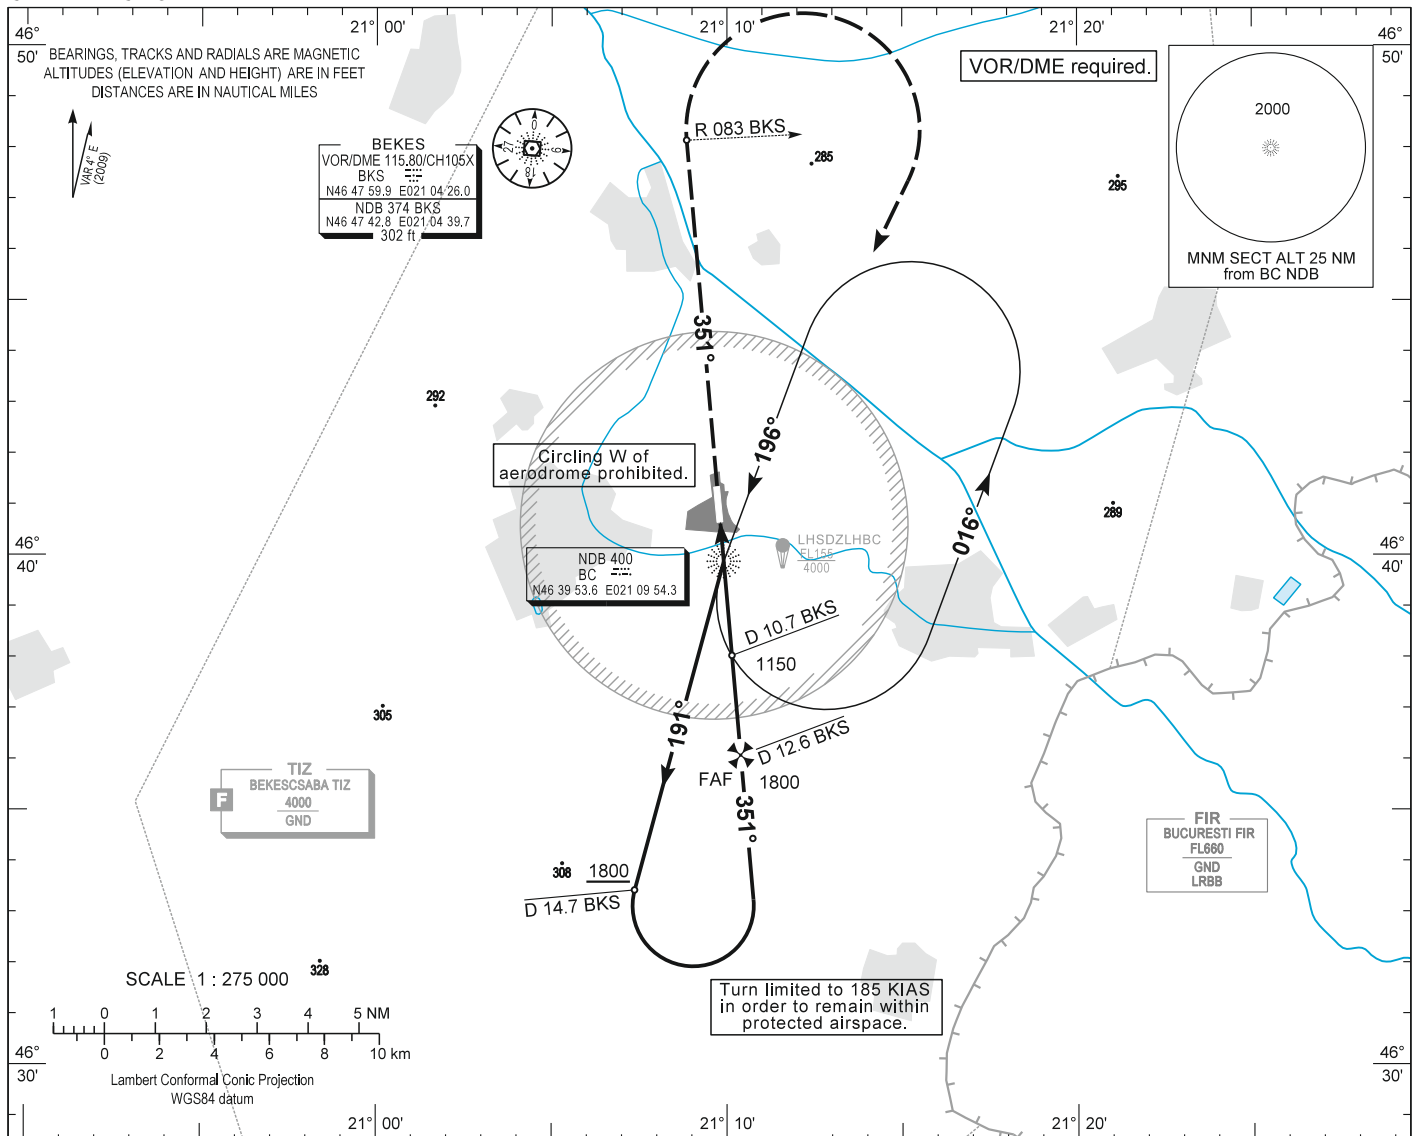 21° 00'
21° 10'
21° 20'
46°
50'
46°
50'
BEARINGS, TRACKS AND RADIALS ARE MAGNETIC
ALTITUDES (ELEVATION AND HEIGHT) ARE IN FEET
DISTANCES ARE IN NAUTICAL MILES
VAR 4° E
(2009)
VOR/DME required.
2000
MNM SECT ALT 25 NM
from BC NDB
BEKES
VOR/DME 115.80/CH105X
BKS
N46 47 59.9 E021 04 26.0
NDB 374 BKS
N46 47 42.8 E021 04 39.7
302 ft
0
9
18
27
R 083 BKS
285
295
351°
292
196°
Circling W of
aerodrome prohibited.
289
016°
LHSDZLHBC
FL155
4000
46°
40'
46°
40'
NDB 400
BC
N46 39 53.6 E021 09 54.3
D 10.7 BKS
1150
305
191°
D 12.6 BKS
FAF
1800
351°
TIZ
BEKESCSABA TIZ
4000
GND
F
FIR
BUCURESTI FIR
FL660
GND
LRBB
308
1800
D 14.7 BKS
328
SCALE 1 : 275 000
1 0 1 2 3 4 5 NM
0 2 4 6 8 10 km
Lambert Conformal Conic Projection
WGS84 datum
Turn limited to 185 KIAS
in order to remain within
protected airspace.
46°
30'
46°
30'
21° 00'
21° 10'
21° 20'